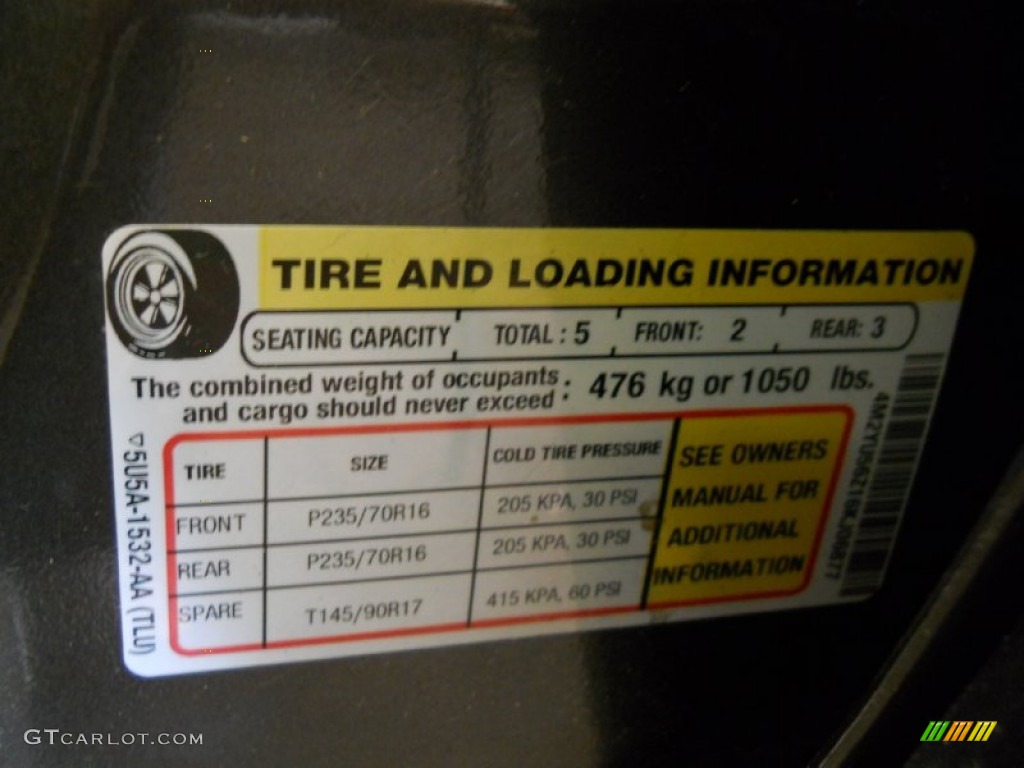 TIRE AND LOADING INFORMATION
SEATING CAPACITY TOTAL : 5 FRONT: 2 REAR: 3
The combined weight of occupants
and cargo should never exceed : 476 kg or 1050 lbs.
TIRE SIZE COLD TIRE PRESSURE
FRONT P235/70R16 205 KPA, 30 PSI
REAR P235/70R16 205 KPA, 30 PSI
SPARE T145/90R17 415 KPA, 60 PSI
SEE OWNERS
MANUAL FOR
ADDITIONAL
INFORMATION
5U5A-1532-AA (TLU)
GTCARLOT.COM